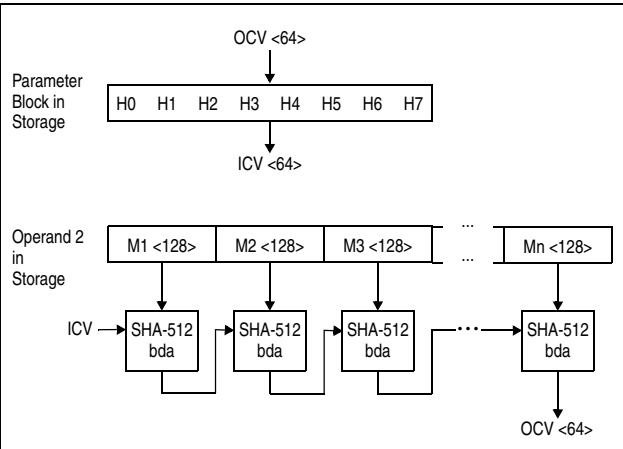 OCV <64>
Parameter
Block in
Storage
H0 H1 H2 H3 H4 H5 H6 H7
ICV <64>
Operand 2
in
Storage
M1 <128> M2 <128> M3 <128> ... ... Mn <128>
ICV SHA-512 bda SHA-512 bda SHA-512 bda ... SHA-512 bda
OCV <64>